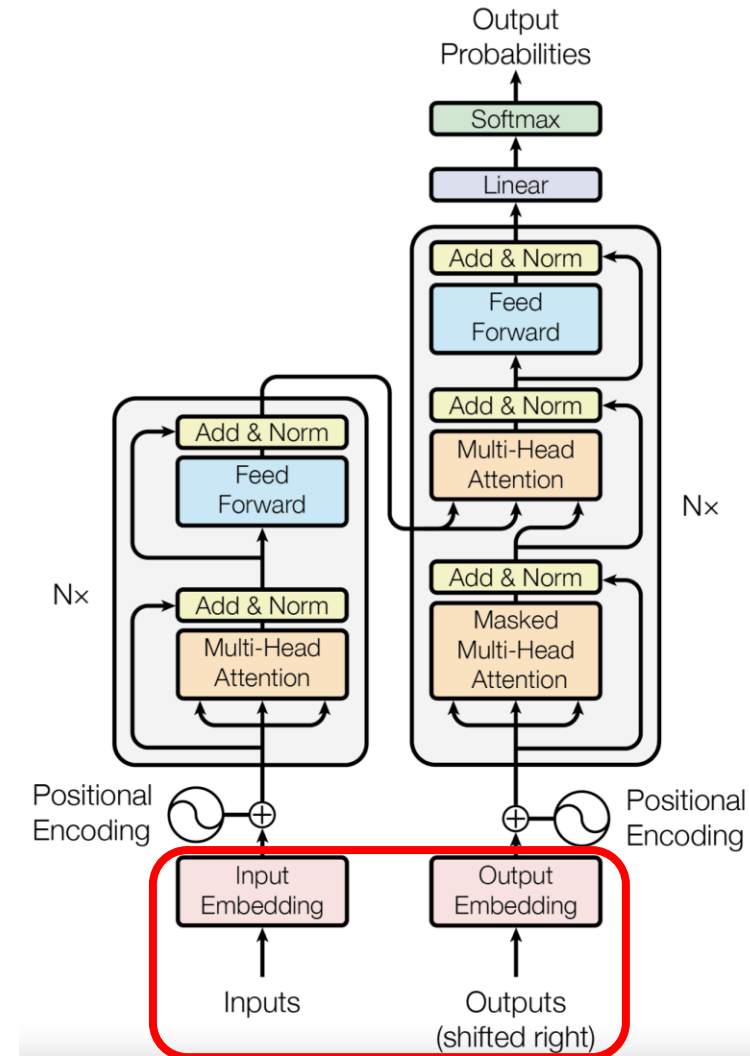 Output
Probabilities
Softmax
Linear
Add & Norm
Feed
Forward
Add & Norm
Multi-Head
Attention
Nx
Add & Norm
Masked
Multi-Head
Attention
Add & Norm
Feed
Forward
Nx
Add & Norm
Multi-Head
Attention
Positional
Encoding
Positional
Encoding
Input
Embedding
Output
Embedding
Inputs
Outputs
(shifted right)